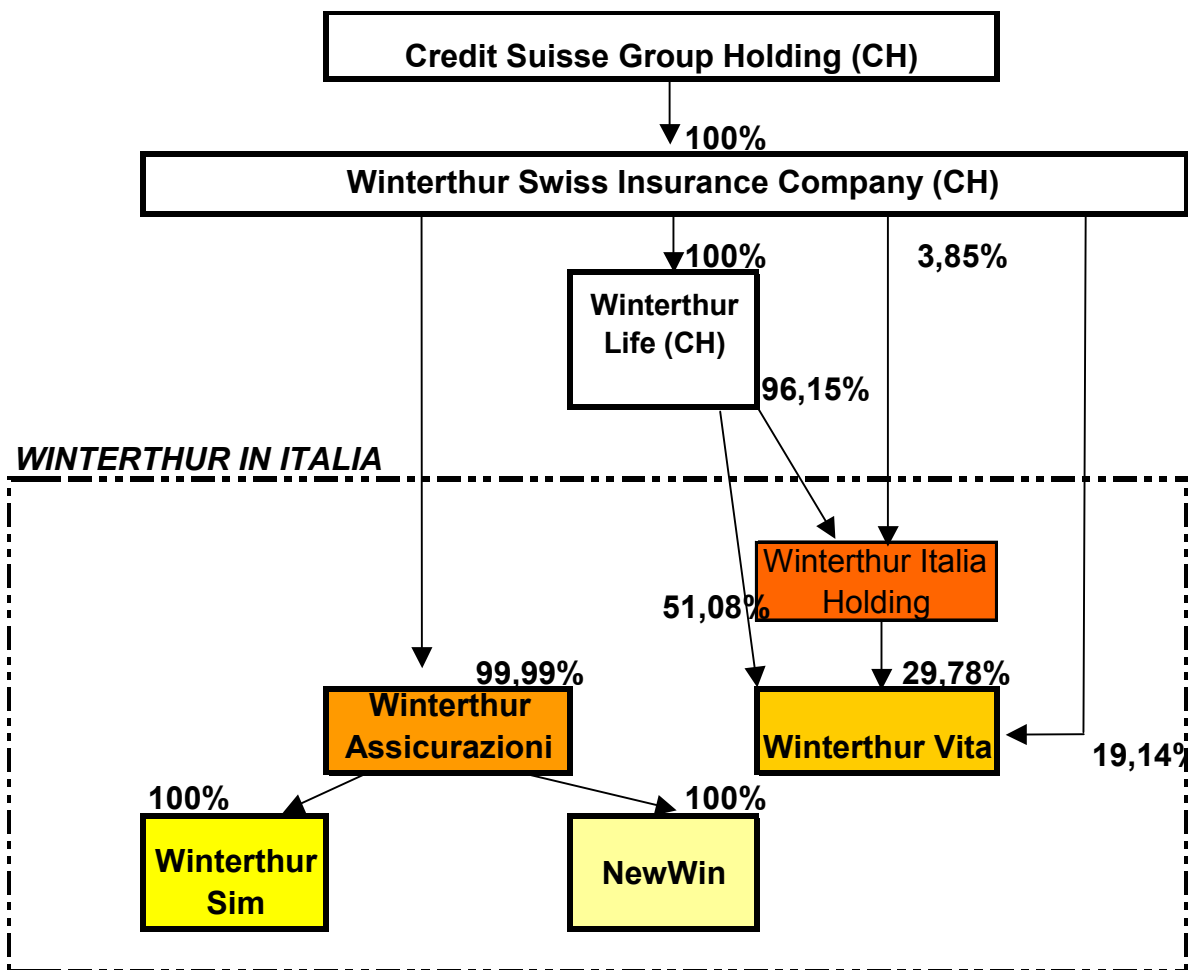 Credit Suisse Group Holding (CH)
100%
Winterthur Swiss Insurance Company (CH)
100%
3,85%
Winterthur
Life (CH)
96,15%
WINTERTHUR IN ITALIA
Winterthur Italia
Holding
51,08%
99,99%
29,78%
Winterthur
Assicurazioni
Winterthur Vita
19,14%
100%
100%
Winterthur
Sim
NewWin